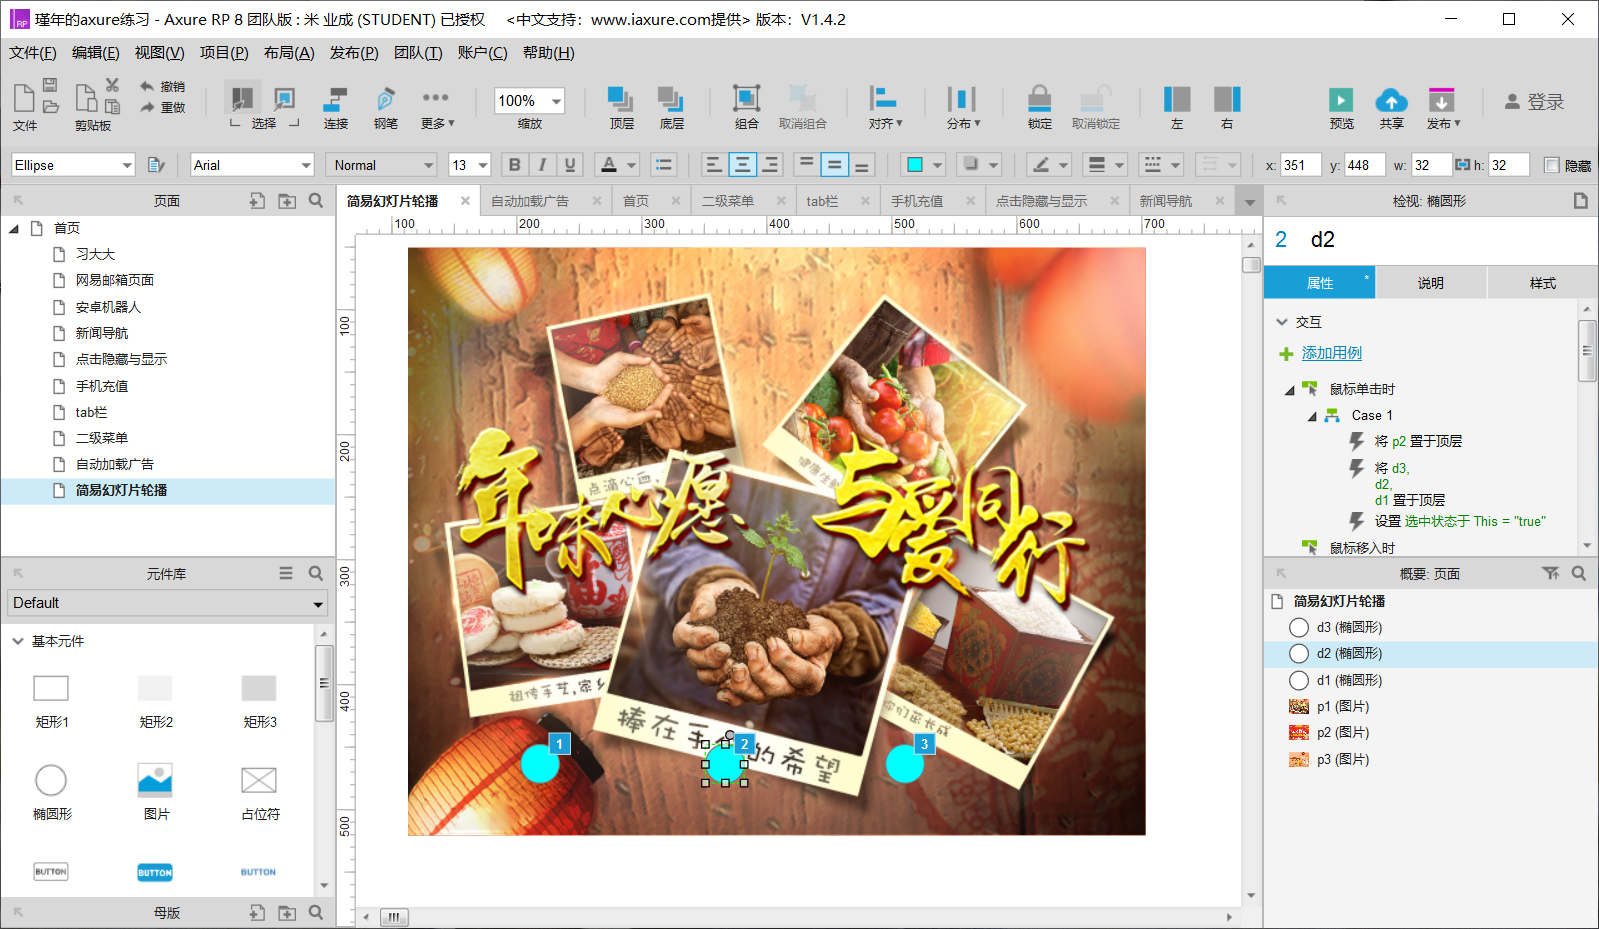 瑾年的axure练习 - Axure RP 8 团队版 : 米 业成 (STUDENT) 已授权 <中文支持：www.iaxure.com提供> 版本：V1.4.2
文件(F) 编辑(E) 视图(V) 项目(P) 布局(A) 发布(P) 团队(T) 账户(C) 帮助(H)
撤销
重做
文件 剪贴板 选择 连接 钢笔 更多 100% 缩放 顶层 底层 组合 取消组合 对齐 分布 锁定 取消锁定 左 右 预览 共享 发布 登录
Ellipse Arial Normal 13 B I U A x: 351 y: 448 w: 32 h: 32 隐藏
页面
首页
习大大
网易邮箱页面
安卓机器人
新闻导航
点击隐藏与显示
手机充值
tab栏
二级菜单
自动加载广告
简易幻灯片轮播
元件库
Default
基本元件
矩形1 矩形2 矩形3
椭圆形 图片 占位符
BUTTON BUTTON BUTTON
母版
简易幻灯片轮播 自动加载广告 首页 二级菜单 tab栏 手机充值 点击隐藏与显示 新闻导航
100 200 300 400 500 600 700
100
200
300
400
500
点滴心血,
年味心愿 与爱同行
祖传手艺,家乡
捧在手 的希望
1 2 3
检视: 椭圆形
2 d2
属性 * 说明 样式
交互
添加用例
鼠标单击时
Case 1
将 p2 置于顶层
将 d3,
d2,
d1 置于顶层
设置 选中状态于 This = "true"
鼠标移入时
概要: 页面
简易幻灯片轮播
d3 (椭圆形)
d2 (椭圆形)
d1 (椭圆形)
p1 (图片)
p2 (图片)
p3 (图片)